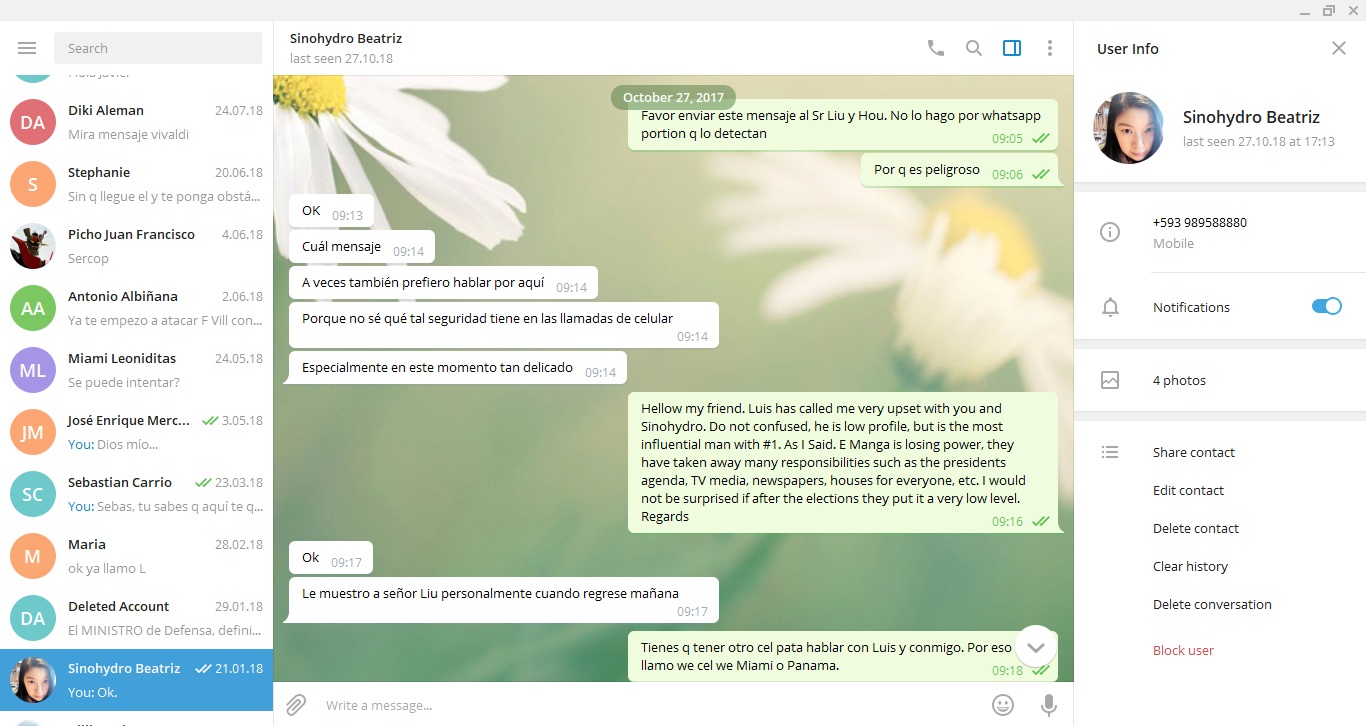 Search
Hola Javier
DA
Diki Aleman
24.07.18
Mira mensaje vivaldi
S
Stephanie
20.06.18
Sin q llegue el y te ponga obstá...
Picho Juan Francisco
4.06.18
Sercop
AA
Antonio Albiñana
2.06.18
Ya te empezo a atacar F Vill con...
ML
Miami Leoniditas
24.05.18
Se puede intentar?
JM
José Enrique Merc...
3.05.18
You: Dios mío...
SC
Sebastian Carrio
23.03.18
You: Sebas, tu sabes q aquí te q...
M
Maria
28.02.18
ok ya llamo L
DA
Deleted Account
29.01.18
El MINISTRO de Defensa, defini...
Sinohydro Beatriz
21.01.18
You: Ok.
Sinohydro Beatriz
last seen 27.10.18
October 27, 2017
Favor enviar este mensaje al Sr Liu y Hou. No lo hago por whatsapp
portion q lo detectan
09:05
Por q es peligroso
09:06
OK
09:13
Cuál mensaje
09:14
A veces también prefiero hablar por aquí
09:14
Porque no sé qué tal seguridad tiene en las llamadas de celular
09:14
Especialmente en este momento tan delicado
09:14
Hellow my friend. Luis has called me very upset with you and
Sinohydro. Do not confused, he is low profile, but is the most
influential man with #1. As I Said. E Manga is losing power, they
have taken away many responsibilities such as the presidents
agenda, TV media, newspapers, houses for everyone, etc. I would
not be surprised if after the elections they put it a very low level.
Regards
09:16
Ok
09:17
Le muestro a señor Liu personalmente cuando regrese mañana
09:17
Tienes q tener otro cel pata hablar con Luis y conmigo. Por eso
llamo we cel we Miami o Panama.
09:18
Write a message...
User Info
Sinohydro Beatriz
last seen 27.10.18 at 17:13
+593 989588880
Mobile
Notifications
4 photos
Share contact
Edit contact
Delete contact
Clear history
Delete conversation
Block user